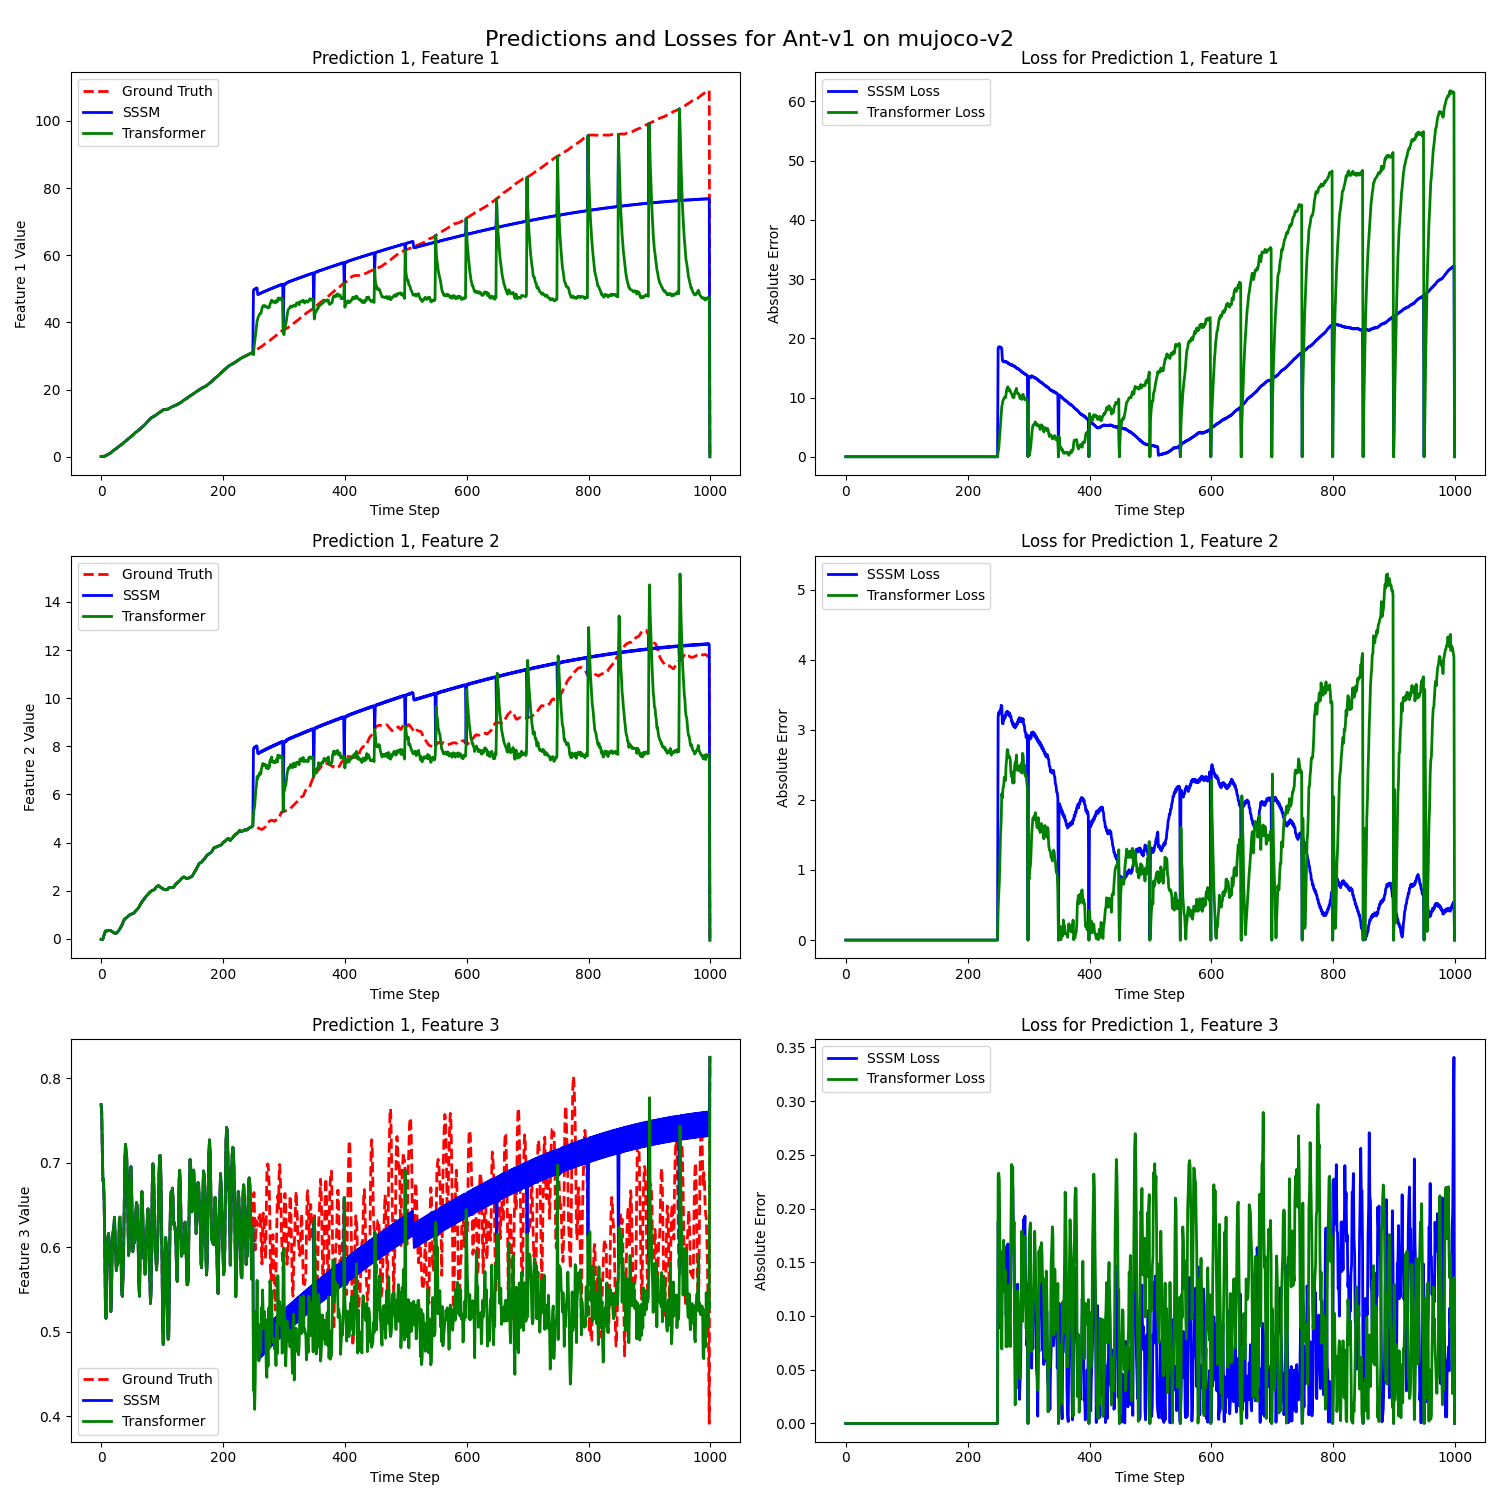 Predictions and Losses for Ant-v1 on mujoco-v2
Prediction 1, Feature 1
Ground Truth
SSSM
Transformer
Feature 1 Value
100
80
60
40
20
0
0 200 400 600 800 1000
Time Step
Loss for Prediction 1, Feature 1
SSSM Loss
Transformer Loss
Absolute Error
60
50
40
30
20
10
0
0 200 400 600 800 1000
Time Step
Prediction 1, Feature 2
Ground Truth
SSSM
Transformer
Feature 2 Value
14
12
10
8
6
4
2
0
0 200 400 600 800 1000
Time Step
Loss for Prediction 1, Feature 2
SSSM Loss
Transformer Loss
Absolute Error
5
4
3
2
1
0
0 200 400 600 800 1000
Time Step
Prediction 1, Feature 3
Feature 3 Value
0.8
0.7
0.6
0.5
0.4
Ground Truth
SSSM
Transformer
0 200 400 600 800 1000
Time Step
Loss for Prediction 1, Feature 3
SSSM Loss
Transformer Loss
Absolute Error
0.35
0.30
0.25
0.20
0.15
0.10
0.05
0.00
0 200 400 600 800 1000
Time Step